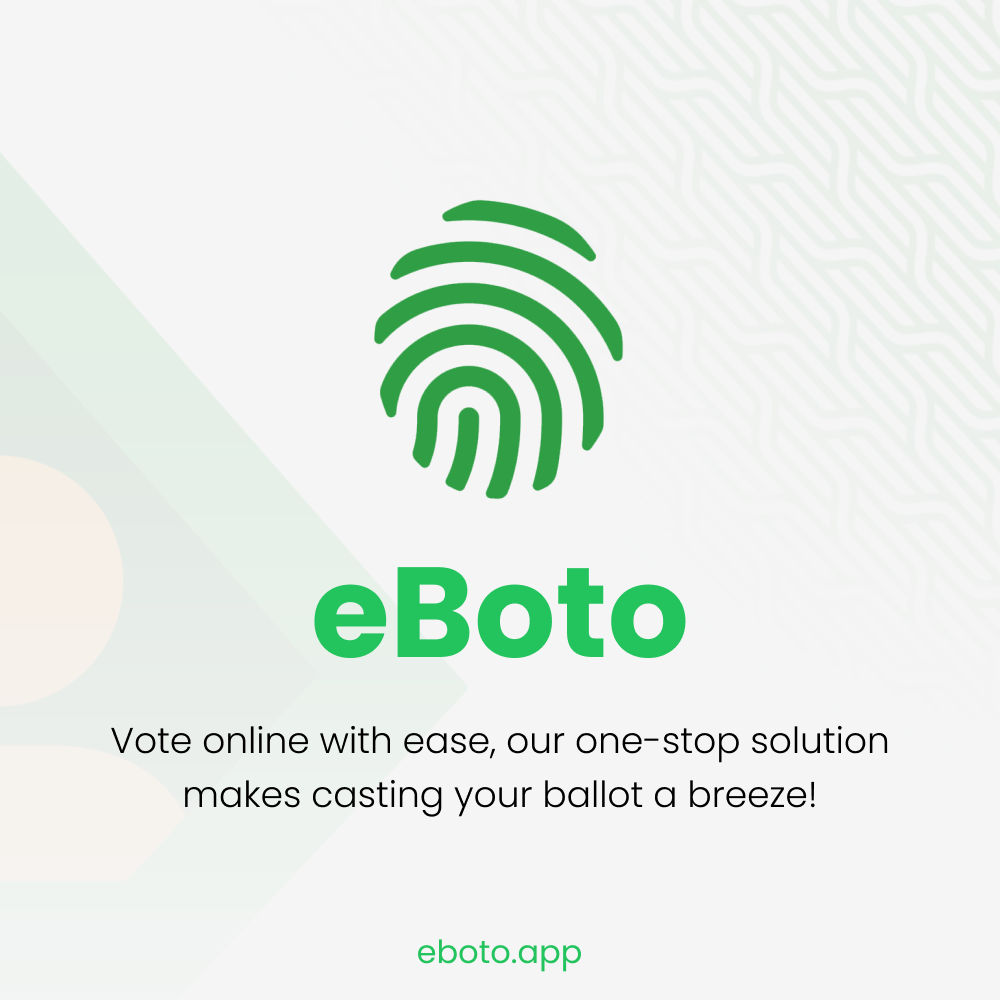 eBoto
Vote online with ease, our one-stop solution
makes casting your ballot a breeze!
eboto.app